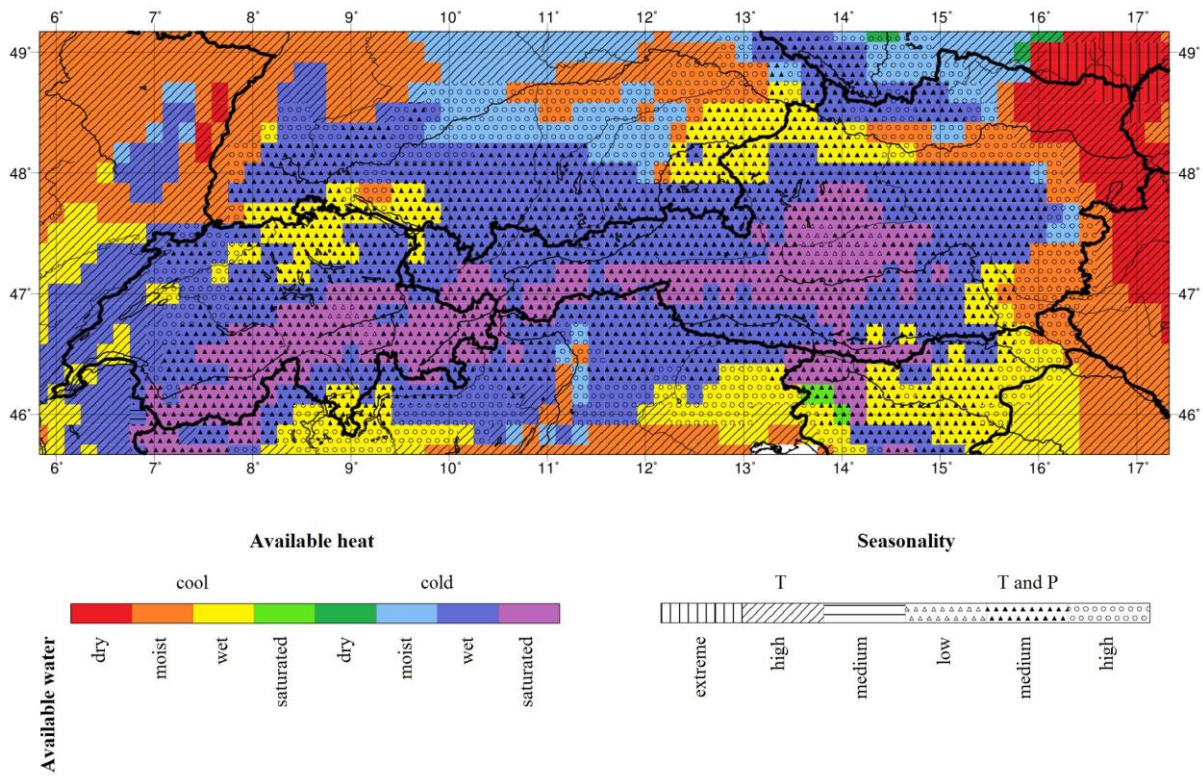 6° 7° 8° 9° 10° 11° 12° 13° 14° 15° 16° 17°
49° 49°
48° 48°
47° 47°
46° 46°
6° 7° 8° 9° 10° 11° 12° 13° 14° 15° 16° 17°
Available heat
Seasonality
cool cold
T T and P
Available water
dry
moist
wet
saturated
dry
moist
wet
saturated
extreme
high
medium
low
medium
high